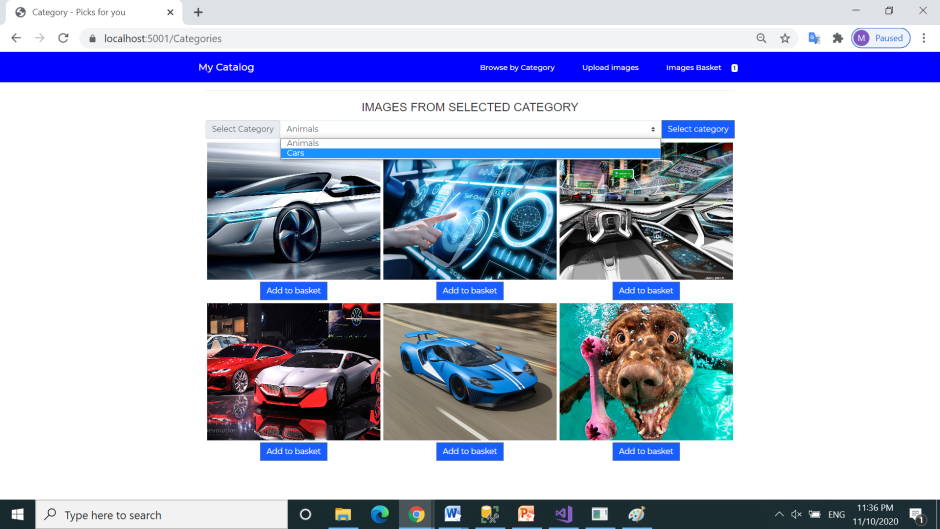 Category - Picks for you
localhost:5001/Categories
M Paused
My Catalog
Browse by Category
Upload images
Images Basket 1
IMAGES FROM SELECTED CATEGORY
Select Category
Animals
Select category
Animals
Cars
Add to basket
Add to basket
Add to basket
Add to basket
Add to basket
Add to basket
Type here to search
ENG
11:36 PM
11/10/2020
1